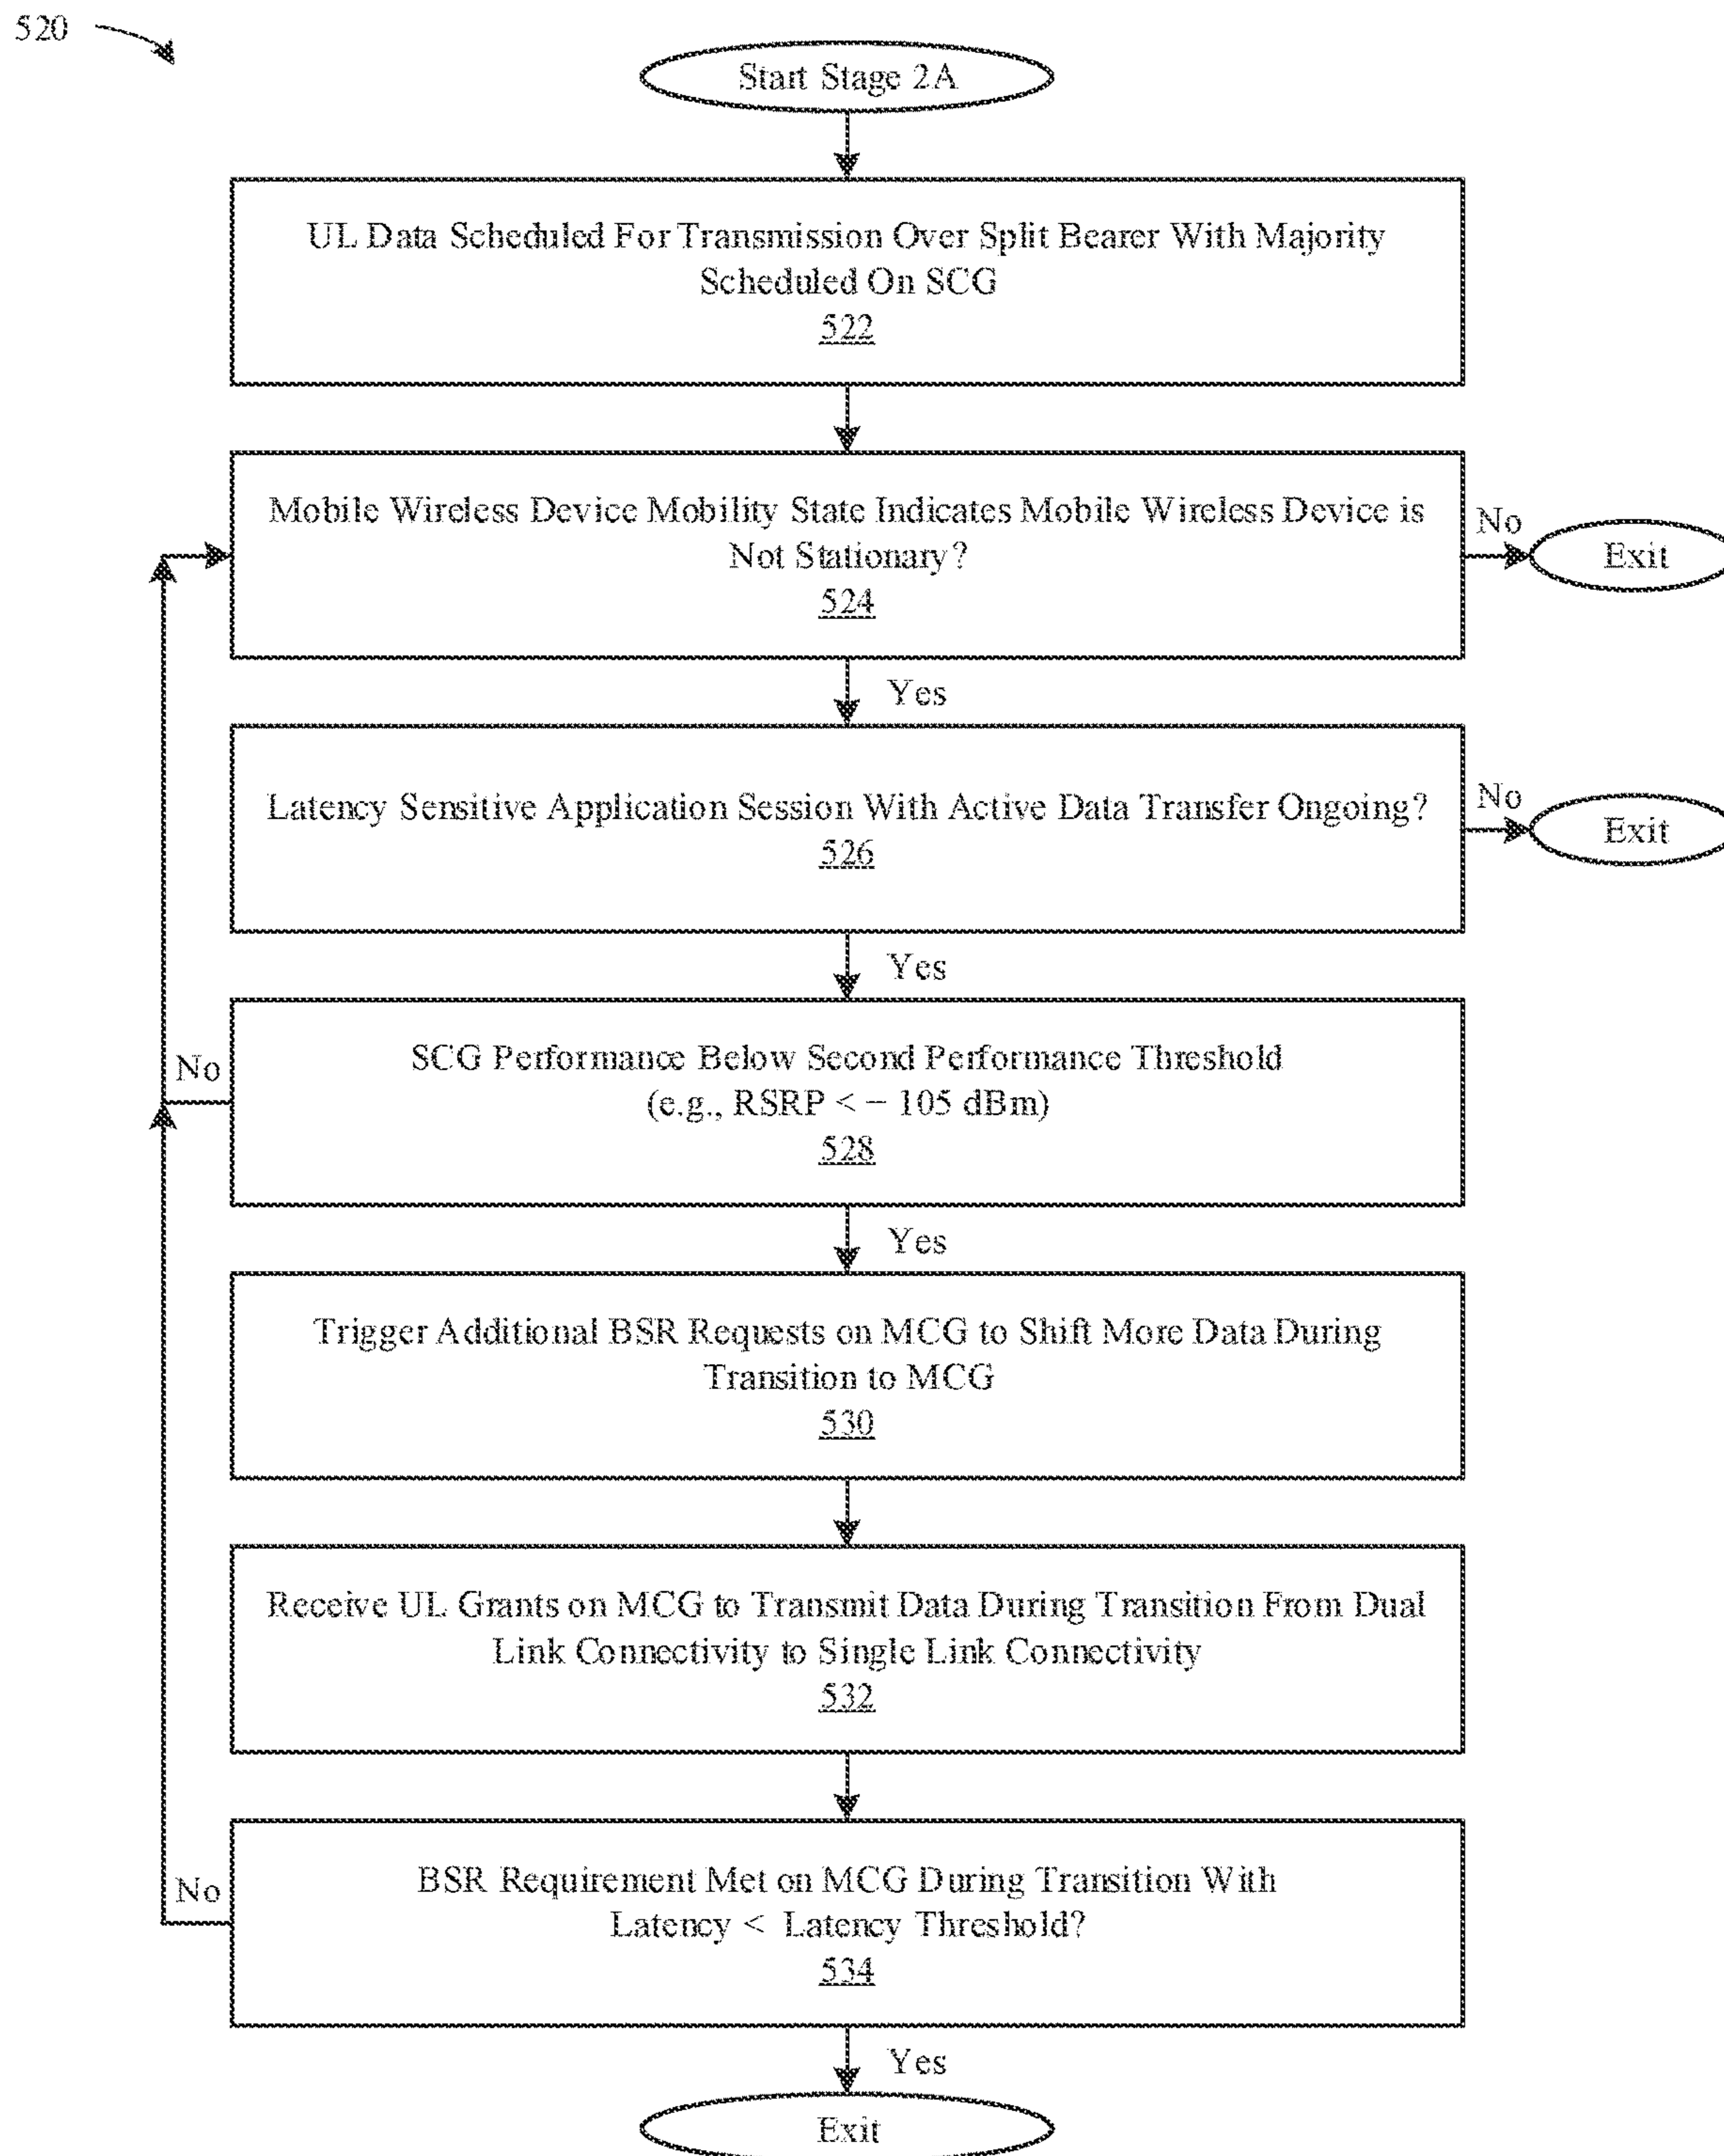 520
Start Stage 2A
UL Data Scheduled For Transmission Over Split Bearer With Majority
Scheduled On SCG
522
Mobile Wireless Device Mobility State Indicates Mobile Wireless Device is
Not Stationary?
524
No
Exit
Yes
Latency Sensitive Application Session With Active Data Transfer Ongoing?
526
No
Exit
Yes
SCG Performance Below Second Performance Threshold
(e.g., RSRP < − 105 dBm)
528
No
Yes
Trigger Additional BSR Requests on MCG to Shift More Data During
Transition to MCG
530
Receive UL Grants on MCG to Transmit Data During Transition From Dual
Link Connectivity to Single Link Connectivity
532
BSR Requirement Met on MCG During Transition With
Latency < Latency Threshold?
534
No
Yes
Exit